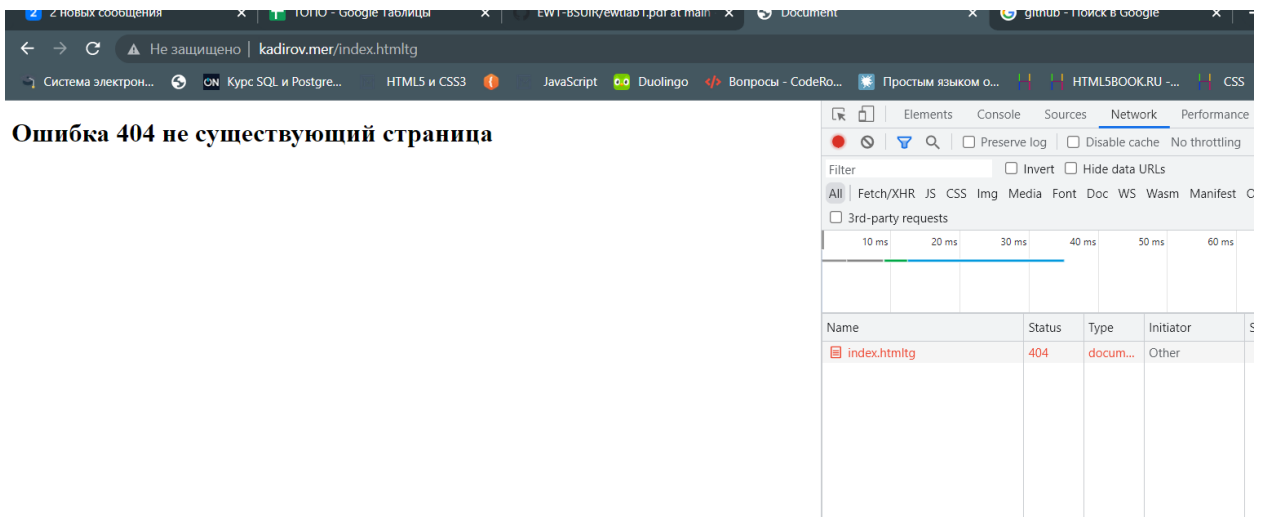 2 2 новых сообщения
ТОПО - Google Таблицы
EWT-BSUIR/ewtlab1.pdf at main
Document
github - Поиск в Google
Не защищено | kadirov.mer/index.htmltg
Система электрон...
ON Курс SQL и Postgre...
HTML5 и CSS3
JavaScript
Duolingo
</> Вопросы - CodeRo...
Простым языком о...
HTML5BOOK.RU -...
CSS
Ошибка 404 не существующий страница
Elements Console Sources Network Performance
Preserve log Disable cache No throttling
Filter Invert Hide data URLs
All Fetch/XHR JS CSS Img Media Font Doc WS Wasm Manifest
3rd-party requests
10 ms 20 ms 30 ms 40 ms 50 ms 60 ms
Name Status Type Initiator
index.htmltg 404 docum... Other